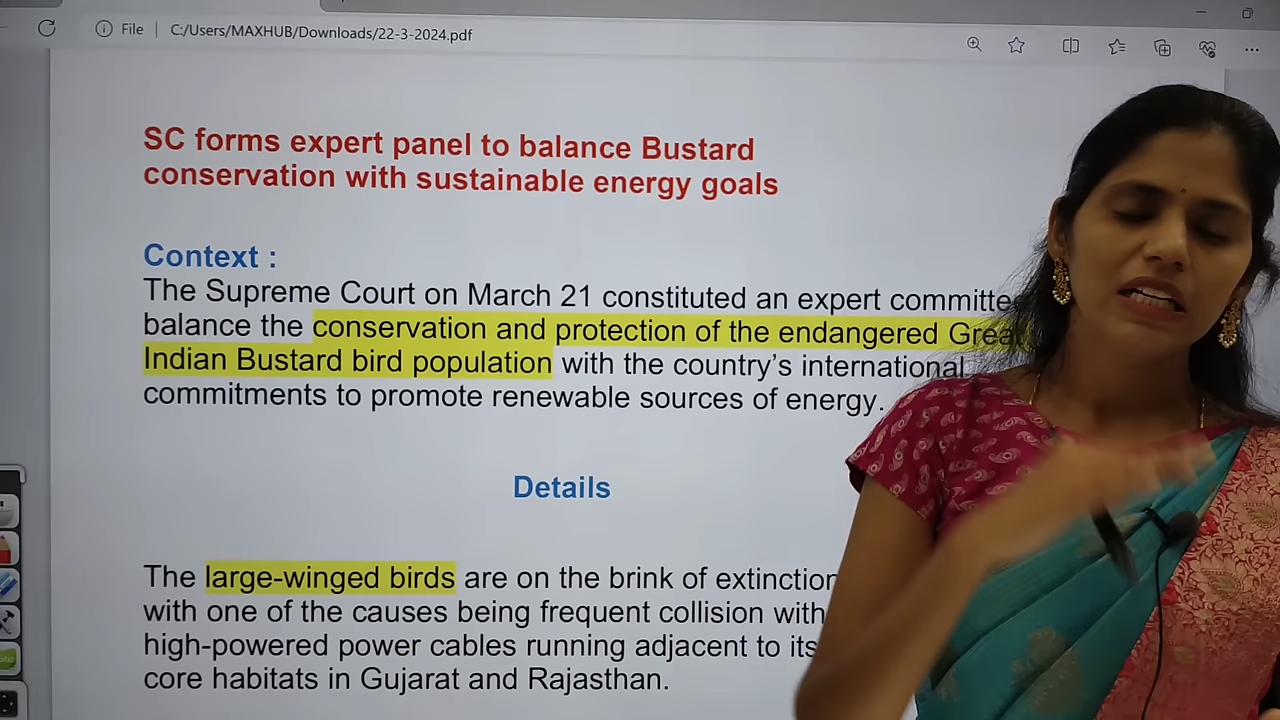 File
C:/Users/MAXHUB/Downloads/22-3-2024.pdf
SC forms expert panel to balance Bustard
conservation with sustainable energy goals
Context :
The Supreme Court on March 21 constituted an expert committe
balance the conservation and protection of the endangered Grea
Indian Bustard bird population with the country's international
commitments to promote renewable sources of energy.
Details
The large-winged birds are on the brink of extinction
with one of the causes being frequent collision with
high-powered power cables running adjacent to its
core habitats in Gujarat and Rajasthan.